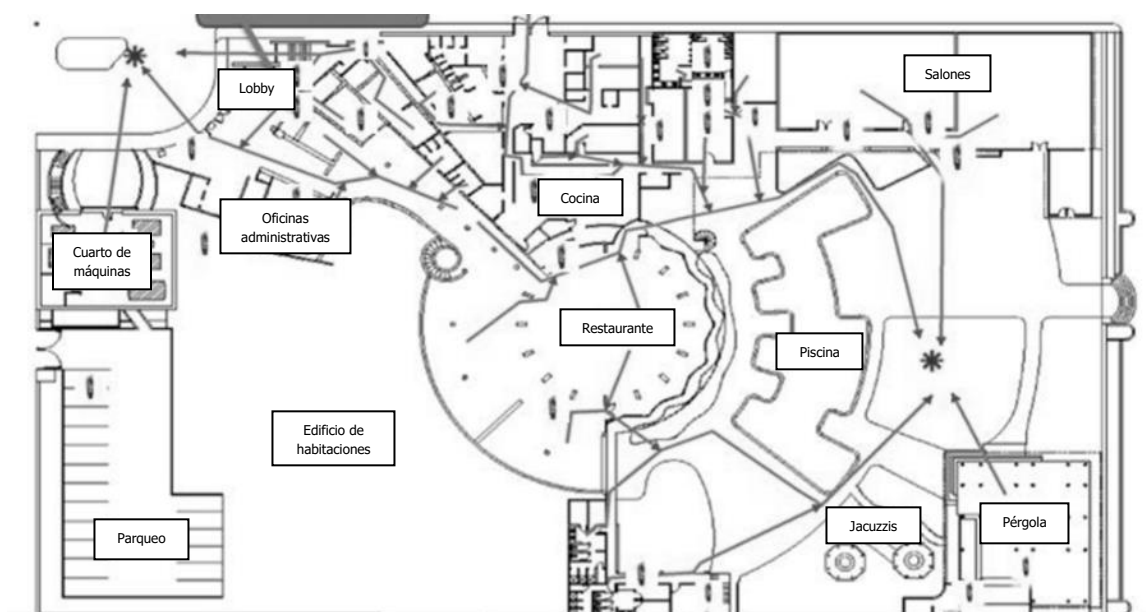 Lobby
Salones
Cocina
Oficinas
administrativas
Cuarto de
máquinas
Restaurante
Piscina
Edificio de
habitaciones
Parqueo
Jacuzzis
Pérgola